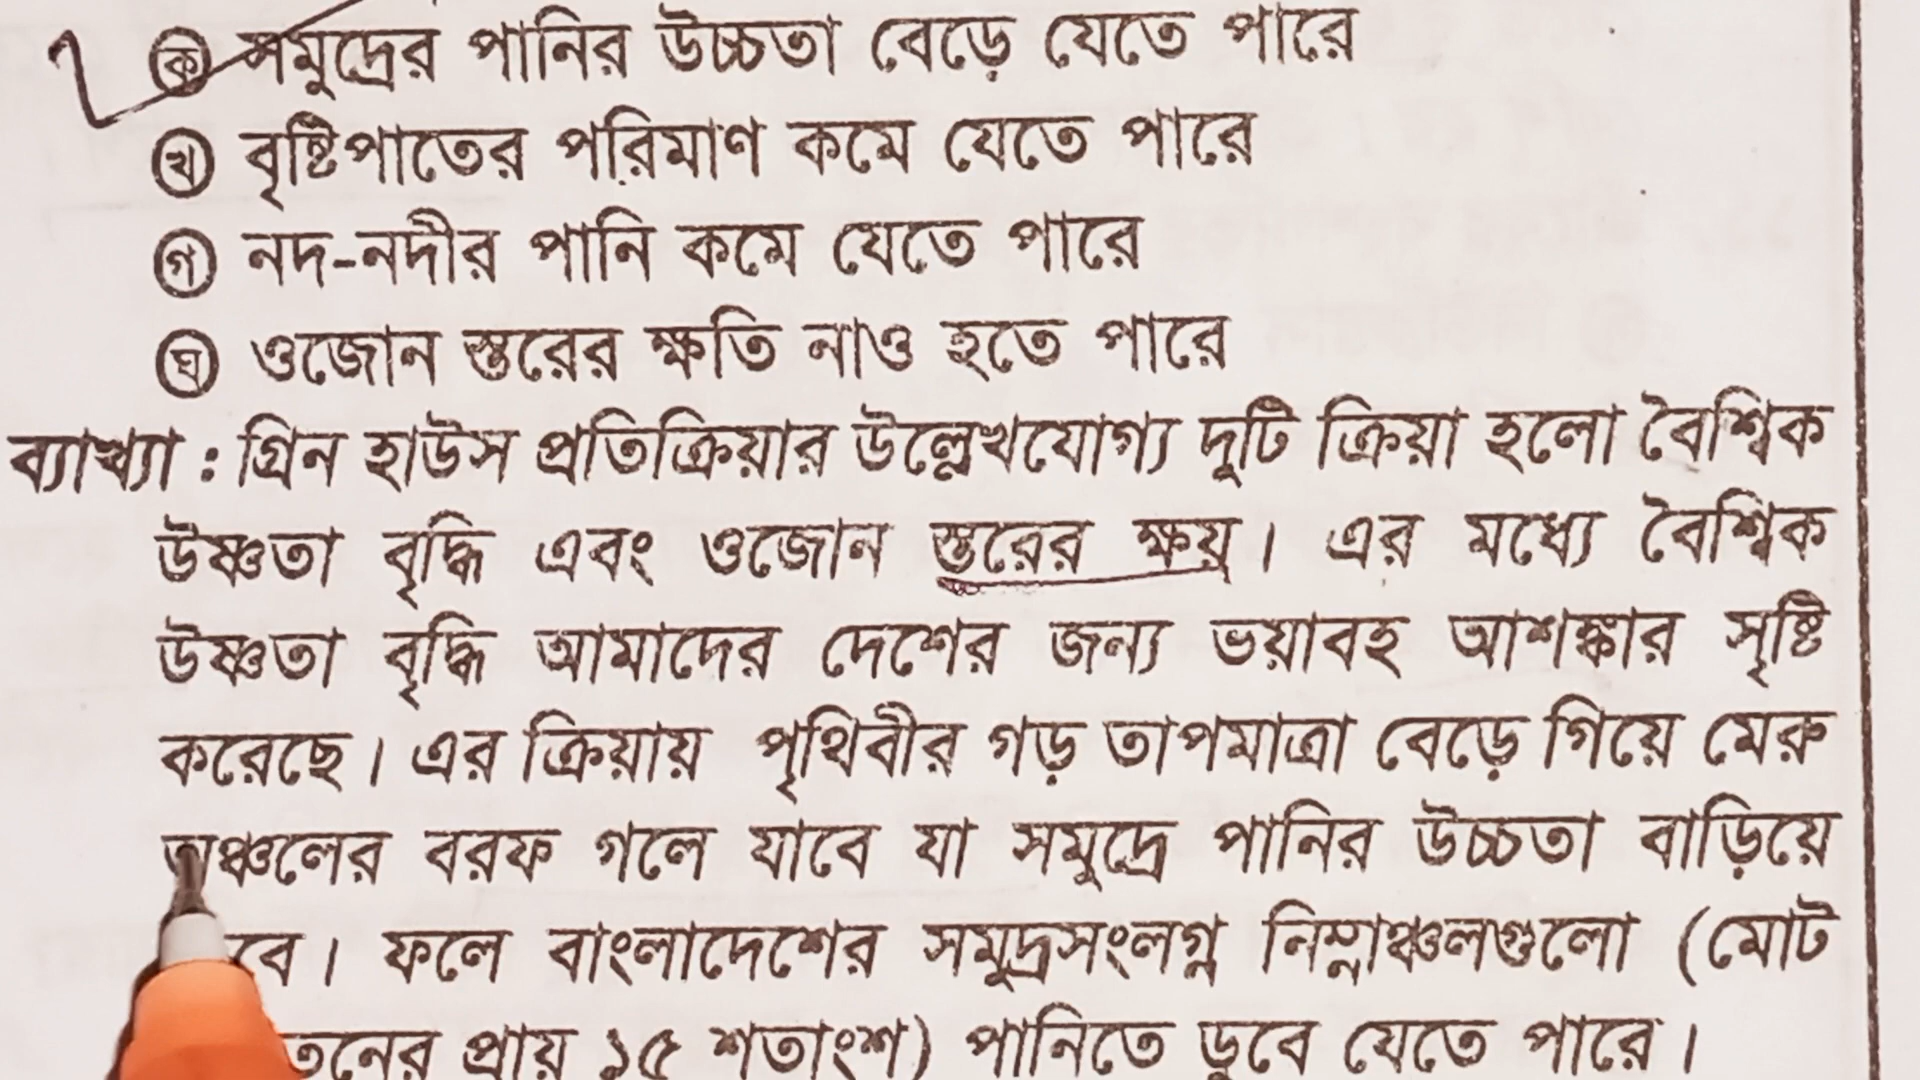 ক সমুদ্রের পানির উচ্চতা বেড়ে যেতে পারে
খ বৃষ্টিপাতের পরিমাণ কমে যেতে পারে
গ নদ-নদীর পানি কমে যেতে পারে
ঘ ওজোন স্তরের ক্ষতি নাও হতে পারে
ব্যাখ্যা : গ্রিন হাউস প্রতিক্রিয়ার উল্লেখযোগ্য দুটি ক্রিয়া হলো বৈশ্বিক
উষ্ণতা বৃদ্ধি এবং ওজোন স্তরের ক্ষয়। এর মধ্যে বৈশ্বিক
উষ্ণতা বৃদ্ধি আমাদের দেশের জন্য ভয়াবহ আশঙ্কার সৃষ্টি
করেছে। এর ক্রিয়ায় পৃথিবীর গড় তাপমাত্রা বেড়ে গিয়ে মেরু
অঞ্চলের বরফ গলে যাবে যা সমুদ্রে পানির উচ্চতা বাড়িয়ে
ফলে বাংলাদেশের সমুদ্রসংলগ্ন নিম্নাঞ্চলগুলো (মোট
প্রায় ১৫ শতাংশ) পানিতে ডুবে যেতে পারে।